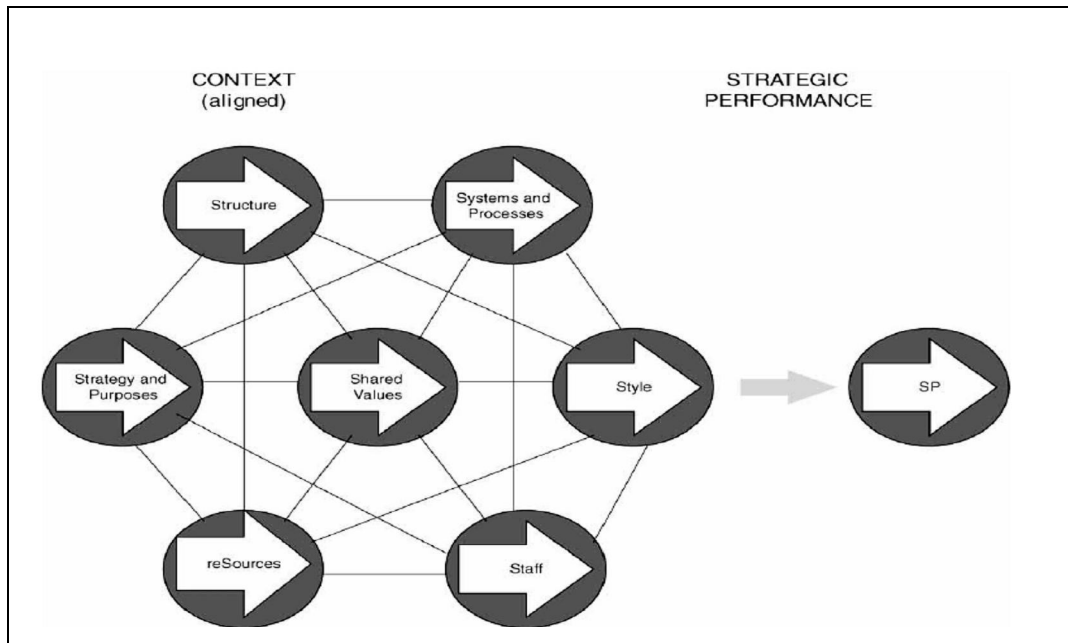 CONTEXT
(aligned)
STRATEGIC
PERFORMANCE
Structure
Systems and
Processes
Strategy and
Purposes
Shared
Values
Style
SP
reSources
Staff